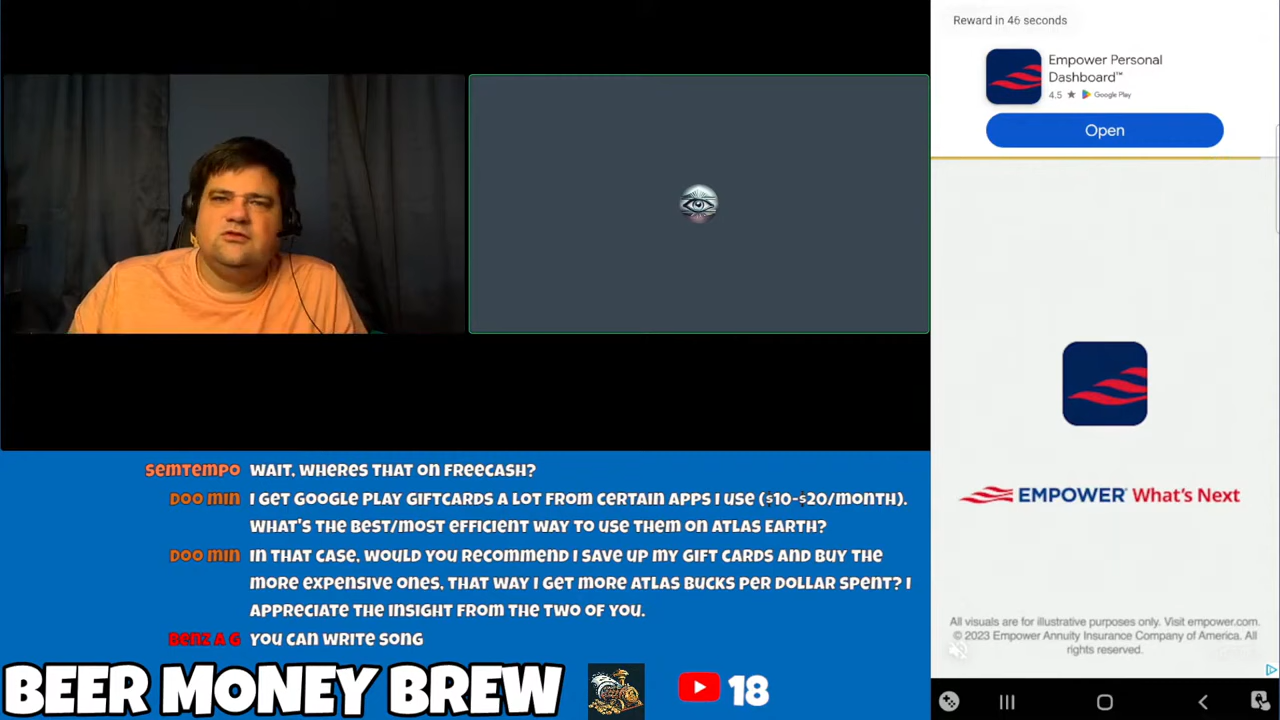 Reward in 46 seconds
Empower Personal
Dashboard™
4.5 ★ Google Play
Open
EMPOWER® What's Next
All visuals are for illustrative purposes only. Visit empower.com.
© 2023 Empower Annuity Insurance Company of America. All
rights reserved.
SEMTEMPO WAIT, WHERES THAT ON FREECASH?
DOO MIN I GET GOOGLE PLAY GIFTCARDS A LOT FROM CERTAIN APPS I USE ($10-$20/MONTH).
WHAT'S THE BEST/MOST EFFICIENT WAY TO USE THEM ON ATLAS EARTH?
DOO MIN IN THAT CASE, WOULD YOU RECOMMEND I SAVE UP MY GIFT CARDS AND BUY THE
MORE EXPENSIVE ONES, THAT WAY I GET MORE ATLAS BUCKS PER DOLLAR SPENT? I
APPRECIATE THE INSIGHT FROM THE TWO OF YOU.
BENZ A G YOU CAN WRITE SONG
BEER MONEY BREW 18